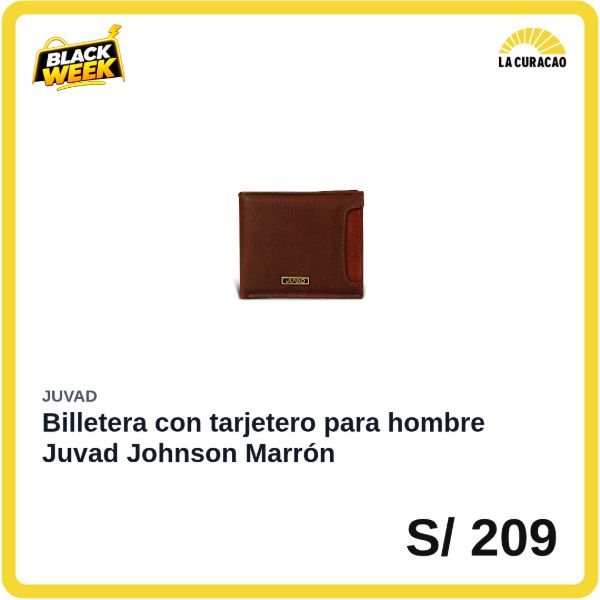 BLACK
WEEK
LA CURACAO
JUVAD
JUVAD
Billetera con tarjetero para hombre
Juvad Johnson Marrón
S/ 209